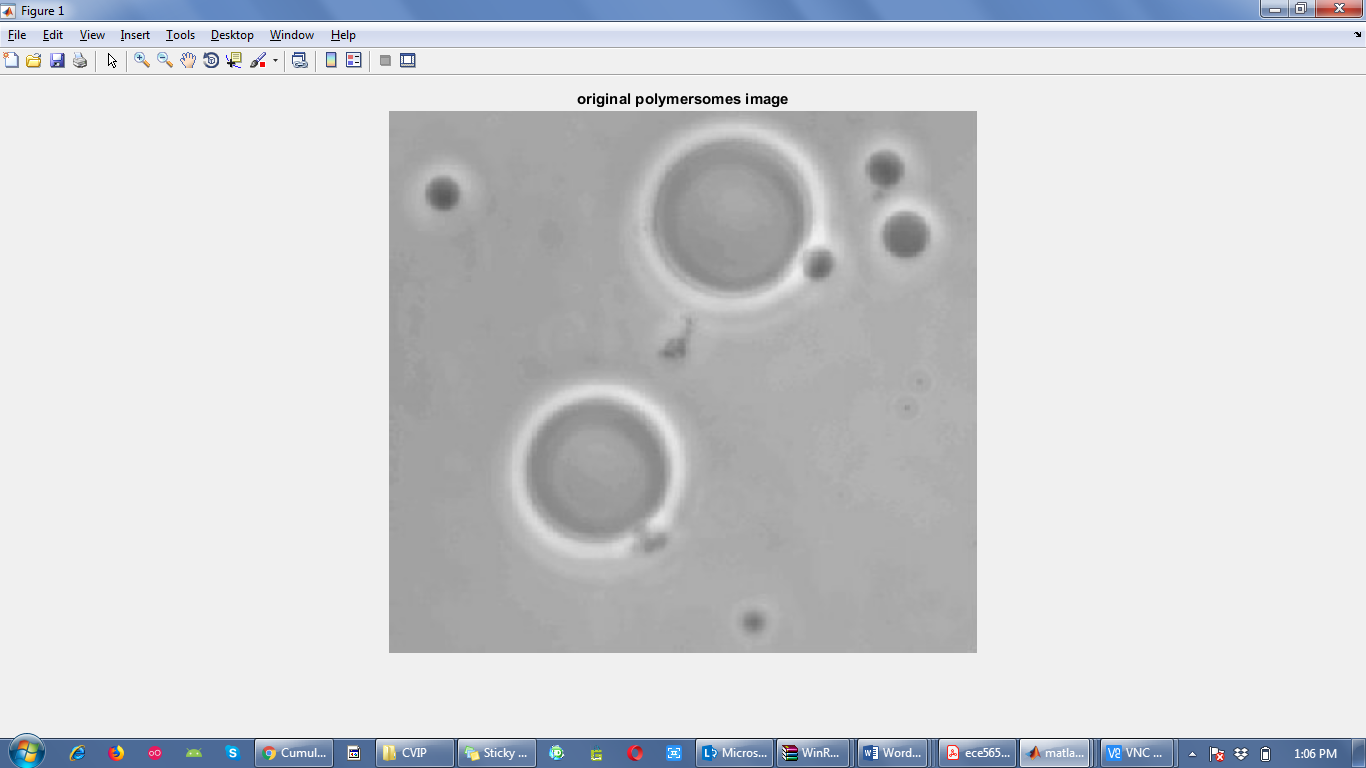 Figure 1
File Edit View Insert Tools Desktop Window Help
original polymersomes image
Cumul... CVIP Sticky ... Micros... WinR... Word... ece565... matla... VNC ... 1:06 PM